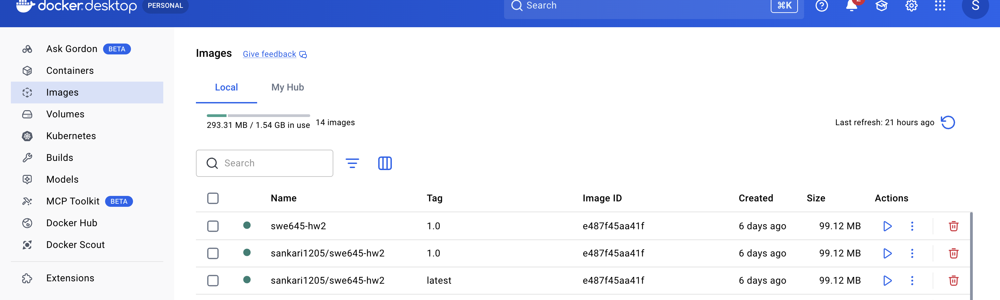 docker desktop PERSONAL Search ⌘K 2 S
Ask Gordon BETA
Containers
Images
Volumes
Kubernetes
Builds
Models
MCP Toolkit BETA
Docker Hub
Docker Scout
Extensions
Images Give feedback
Local My Hub
293.31 MB / 1.54 GB in use 14 images Last refresh: 21 hours ago
Search
Name Tag Image ID Created Size Actions
swe645-hw2 1.0 e487f45aa41f 6 days ago 99.12 MB
sankari1205/swe645-hw2 1.0 e487f45aa41f 6 days ago 99.12 MB
sankari1205/swe645-hw2 latest e487f45aa41f 6 days ago 99.12 MB